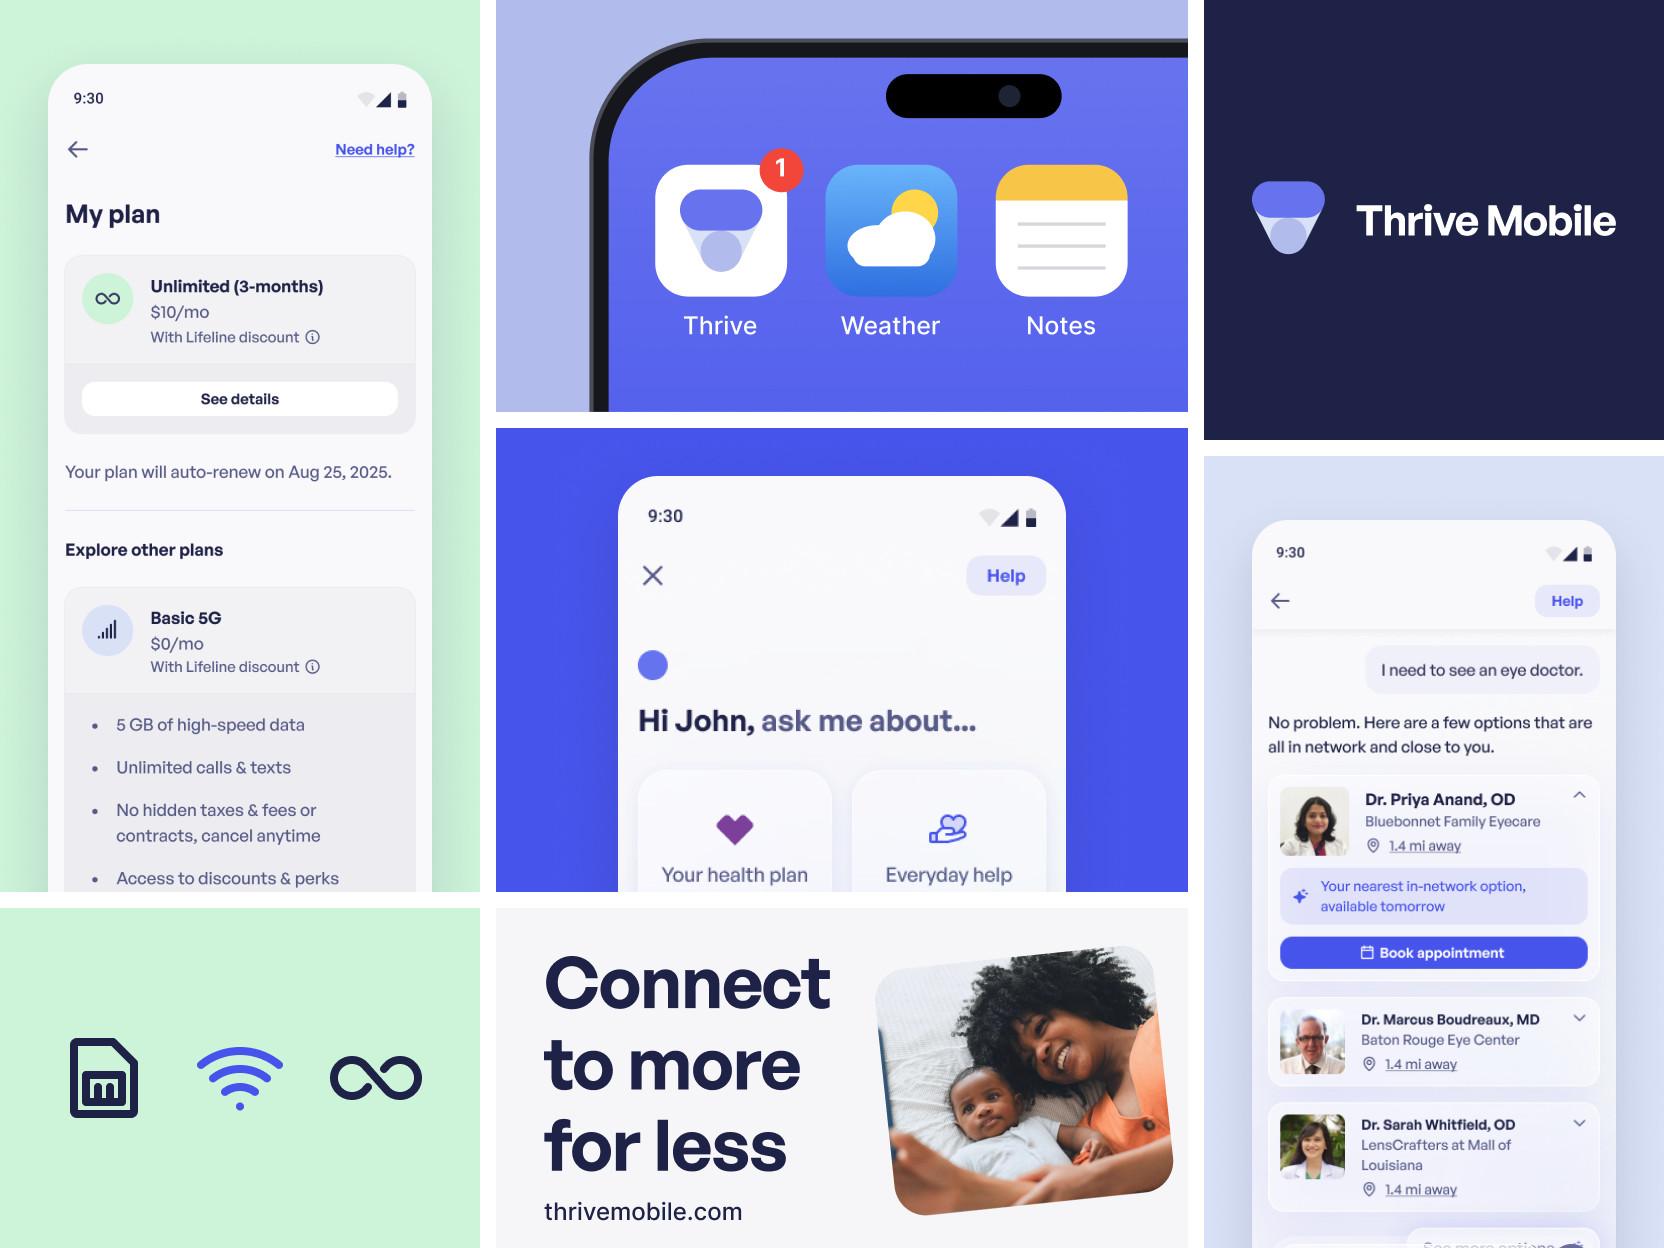 9:30
Need help?
My plan
Unlimited (3-months)
$10/mo
With Lifeline discount
See details
Your plan will auto-renew on Aug 25, 2025.
Explore other plans
Basic 5G
$0/mo
With Lifeline discount
• 5 GB of high-speed data
• Unlimited calls & texts
• No hidden taxes & fees or
contracts, cancel anytime
• Access to discounts & perks
1
Thrive
Weather
Notes
Thrive Mobile
9:30
Help
Hi John, ask me about...
Your health plan
Everyday help
Connect
to more
for less
thrivemobile.com
9:30
Help
I need to see an eye doctor.
No problem. Here are a few options that are
all in network and close to you.
Dr. Priya Anand, OD
Bluebonnet Family Eyecare
1.4 mi away
Your nearest in-network option,
available tomorrow
Book appointment
Dr. Marcus Boudreaux, MD
Baton Rouge Eye Center
1.4 mi away
Dr. Sarah Whitfield, OD
LensCrafters at Mall of
Louisiana
1.4 mi away
See more options